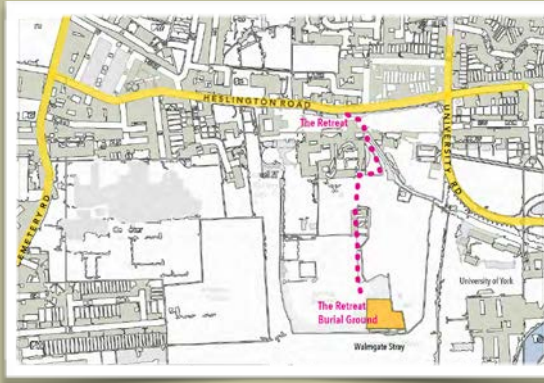 HESLINGTON ROAD
The Retreat
UNIVERSITY RD
CEMETERY RD
University of York
The Retreat
Burial Ground
Walmgate Stray